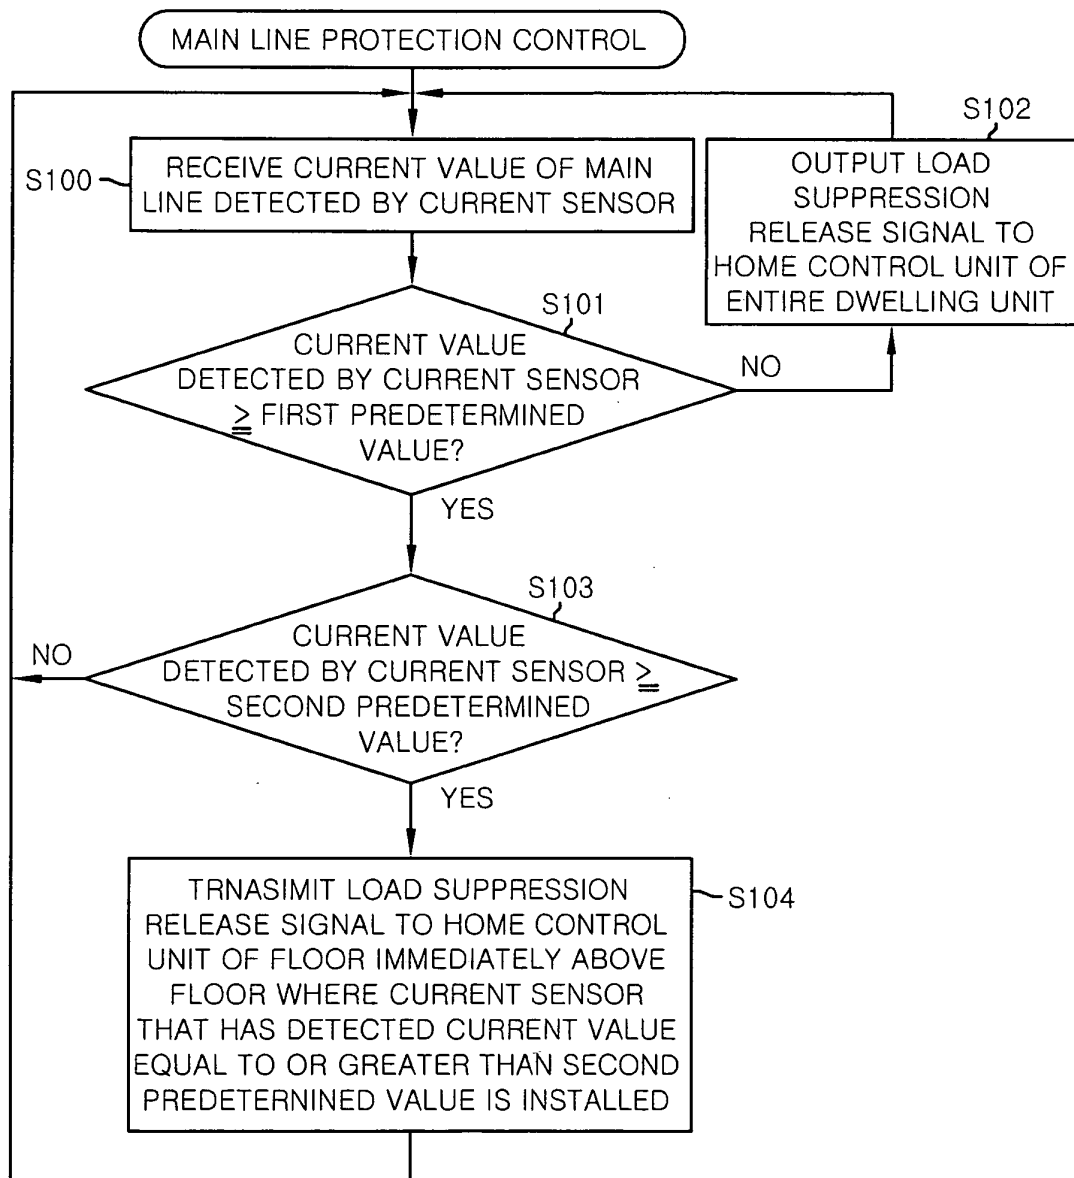 MAIN LINE PROTECTION CONTROL
S102
S100
RECEIVE CURRENT VALUE OF MAIN
LINE DETECTED BY CURRENT SENSOR
OUTPUT LOAD
SUPPRESSION
RELEASE SIGNAL TO
HOME CONTROL UNIT OF
ENTIRE DWELLING UNIT
S101
CURRENT VALUE
DETECTED BY CURRENT SENSOR
≧ FIRST PREDETERMINED
VALUE?
NO
YES
S103
CURRENT VALUE
DETECTED BY CURRENT SENSOR ≧
SECOND PREDETERMINED
VALUE?
NO
YES
S104
TRNASIMIT LOAD SUPPRESSION
RELEASE SIGNAL TO HOME CONTROL
UNIT OF FLOOR IMMEDIATELY ABOVE
FLOOR WHERE CURRENT SENSOR
THAT HAS DETECTED CURRENT VALUE
EQUAL TO OR GREATER THAN SECOND
PREDETERNINED VALUE IS INSTALLED